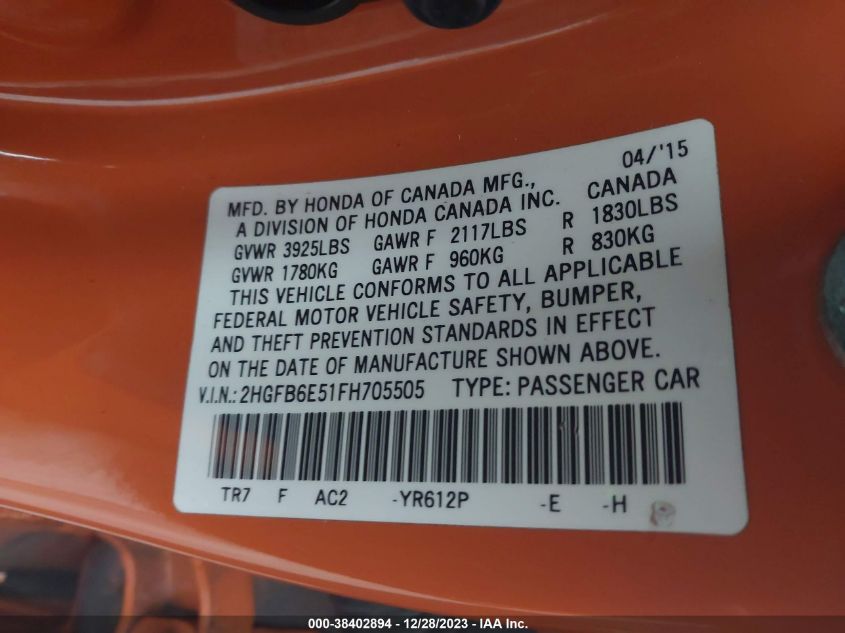 04/'15
MFD. BY HONDA OF CANADA MFG.,
A DIVISION OF HONDA CANADA INC. CANADA
GVWR 3925LBS GAWR F 2117LBS R 1830LBS
GVWR 1780KG GAWR F 960KG R 830KG
THIS VEHICLE CONFORMS TO ALL APPLICABLE
FEDERAL MOTOR VEHICLE SAFETY, BUMPER,
AND THEFT PREVENTION STANDARDS IN EFFECT
ON THE DATE OF MANUFACTURE SHOWN ABOVE.
V.I.N.: 2HGFB6E51FH705505 TYPE: PASSENGER CAR
TR7 F AC2 -YR612P -E -H
000-38402894 - 12/28/2023 - IAA Inc.